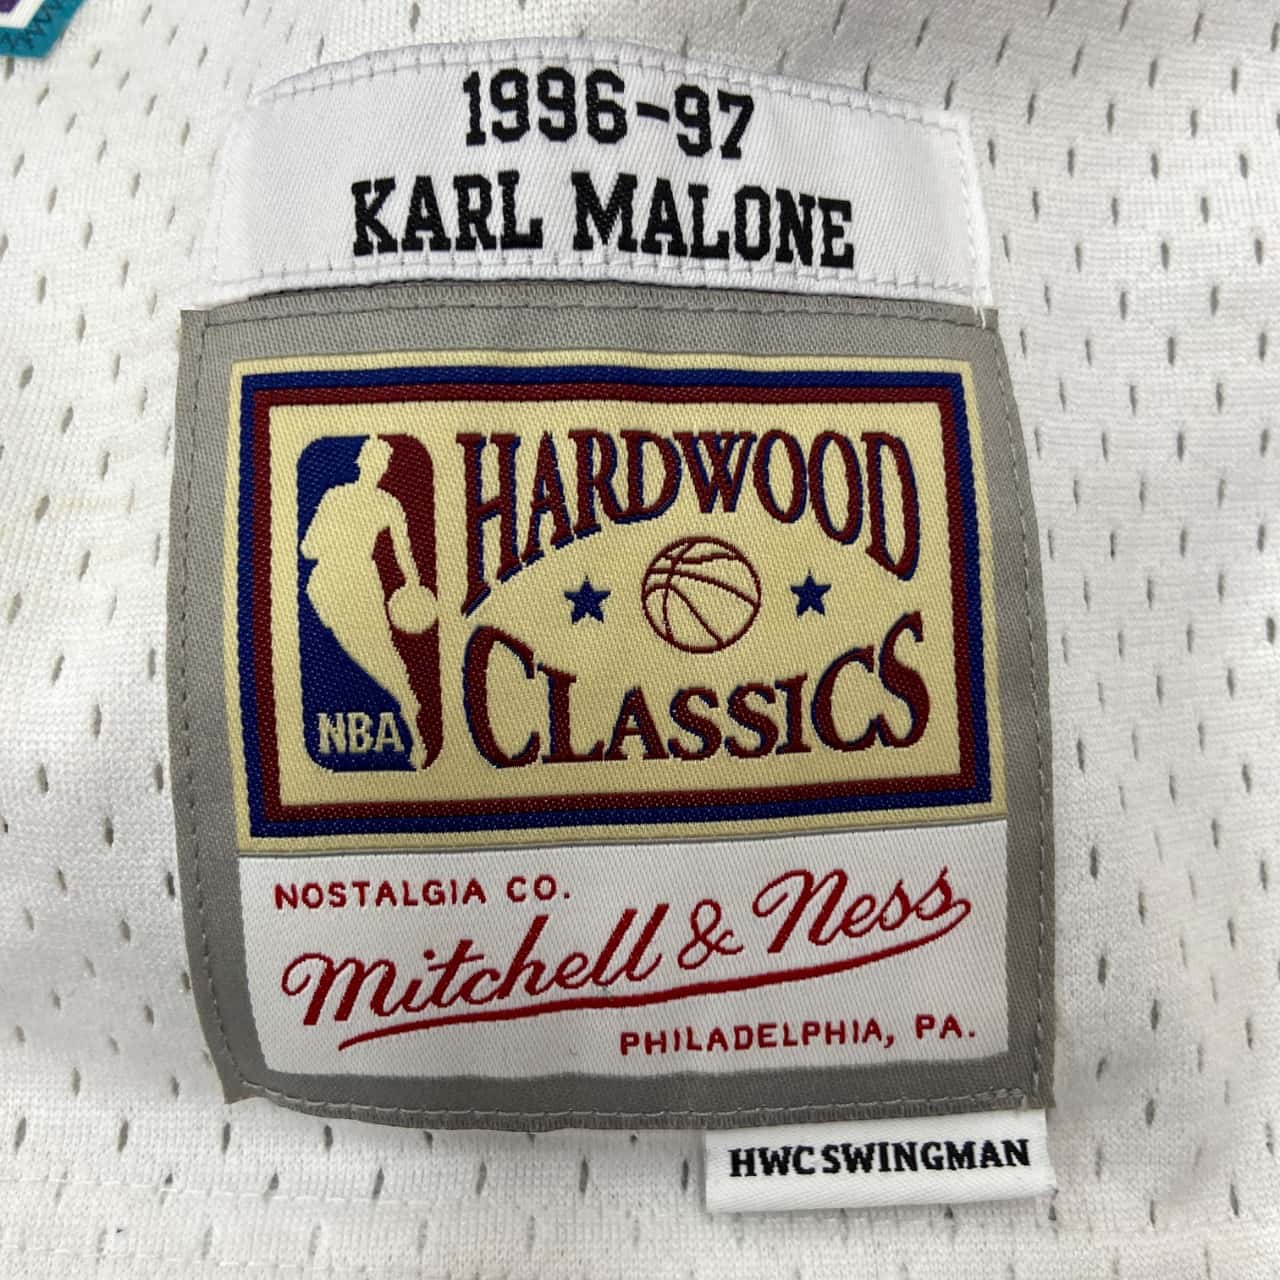 1996-97
KARL MALONE
HARDWOOD
CLASSICS
NBA
NOSTALGIA CO.
Mitchell & Ness
PHILADELPHIA, PA.
HWC SWINGMAN